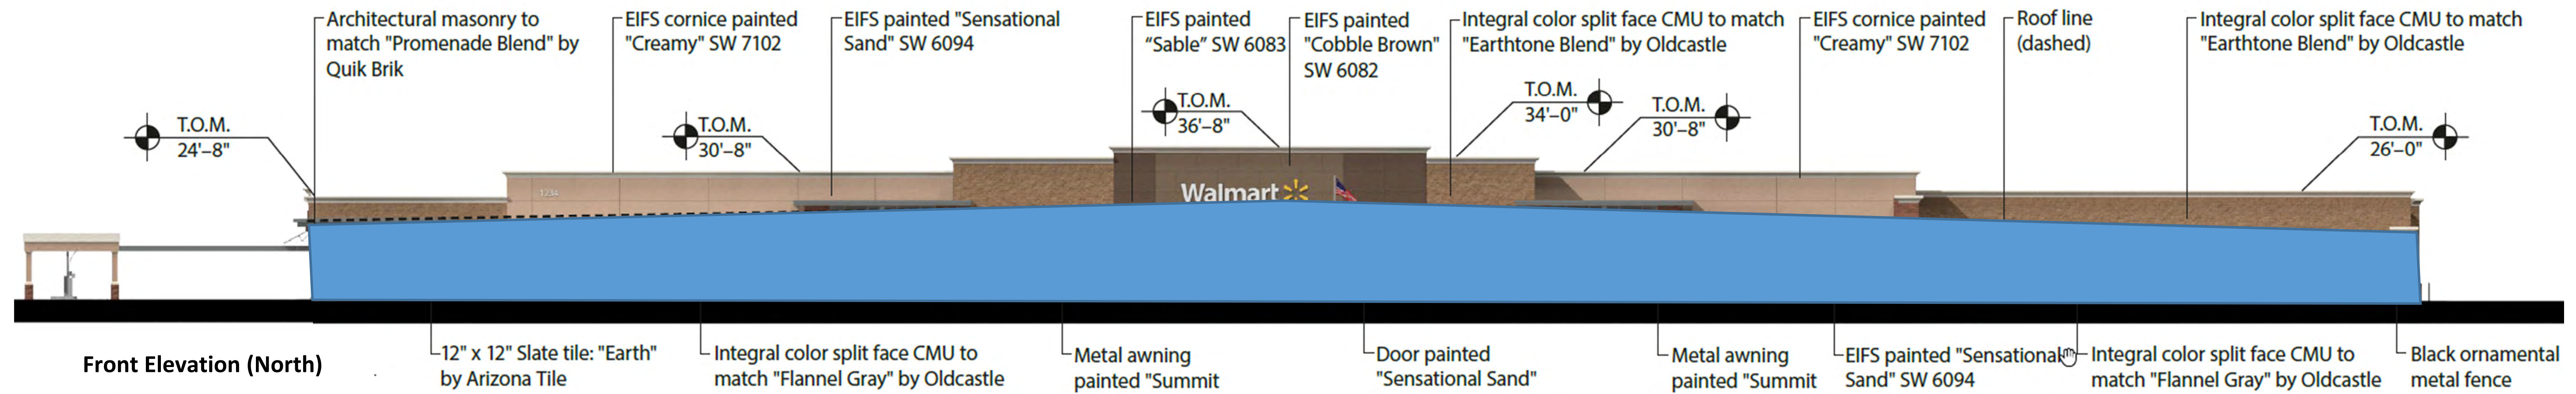 Architectural masonry to
match "Promenade Blend" by
Quik Brik
EIFS cornice painted
"Creamy" SW 7102
EIFS painted "Sensational
Sand" SW 6094
EIFS painted
“Sable” SW 6083
EIFS painted
"Cobble Brown"
SW 6082
Integral color split face CMU to match
"Earthtone Blend" by Oldcastle
EIFS cornice painted
"Creamy" SW 7102
Roof line
(dashed)
Integral color split face CMU to match
"Earthtone Blend" by Oldcastle
T.O.M.
24'–8"
T.O.M.
30'–8"
T.O.M.
36'–8"
T.O.M.
34'–0"
T.O.M.
30'–8"
T.O.M.
26'–0"
1234
Walmart
Front Elevation (North)
12" x 12" Slate tile: "Earth"
by Arizona Tile
Integral color split face CMU to
match "Flannel Gray" by Oldcastle
Metal awning
painted "Summit
Door painted
"Sensational Sand"
Metal awning
painted "Summit
EIFS painted "Sensational
Sand" SW 6094
Integral color split face CMU to
match "Flannel Gray" by Oldcastle
Black ornamental
metal fence